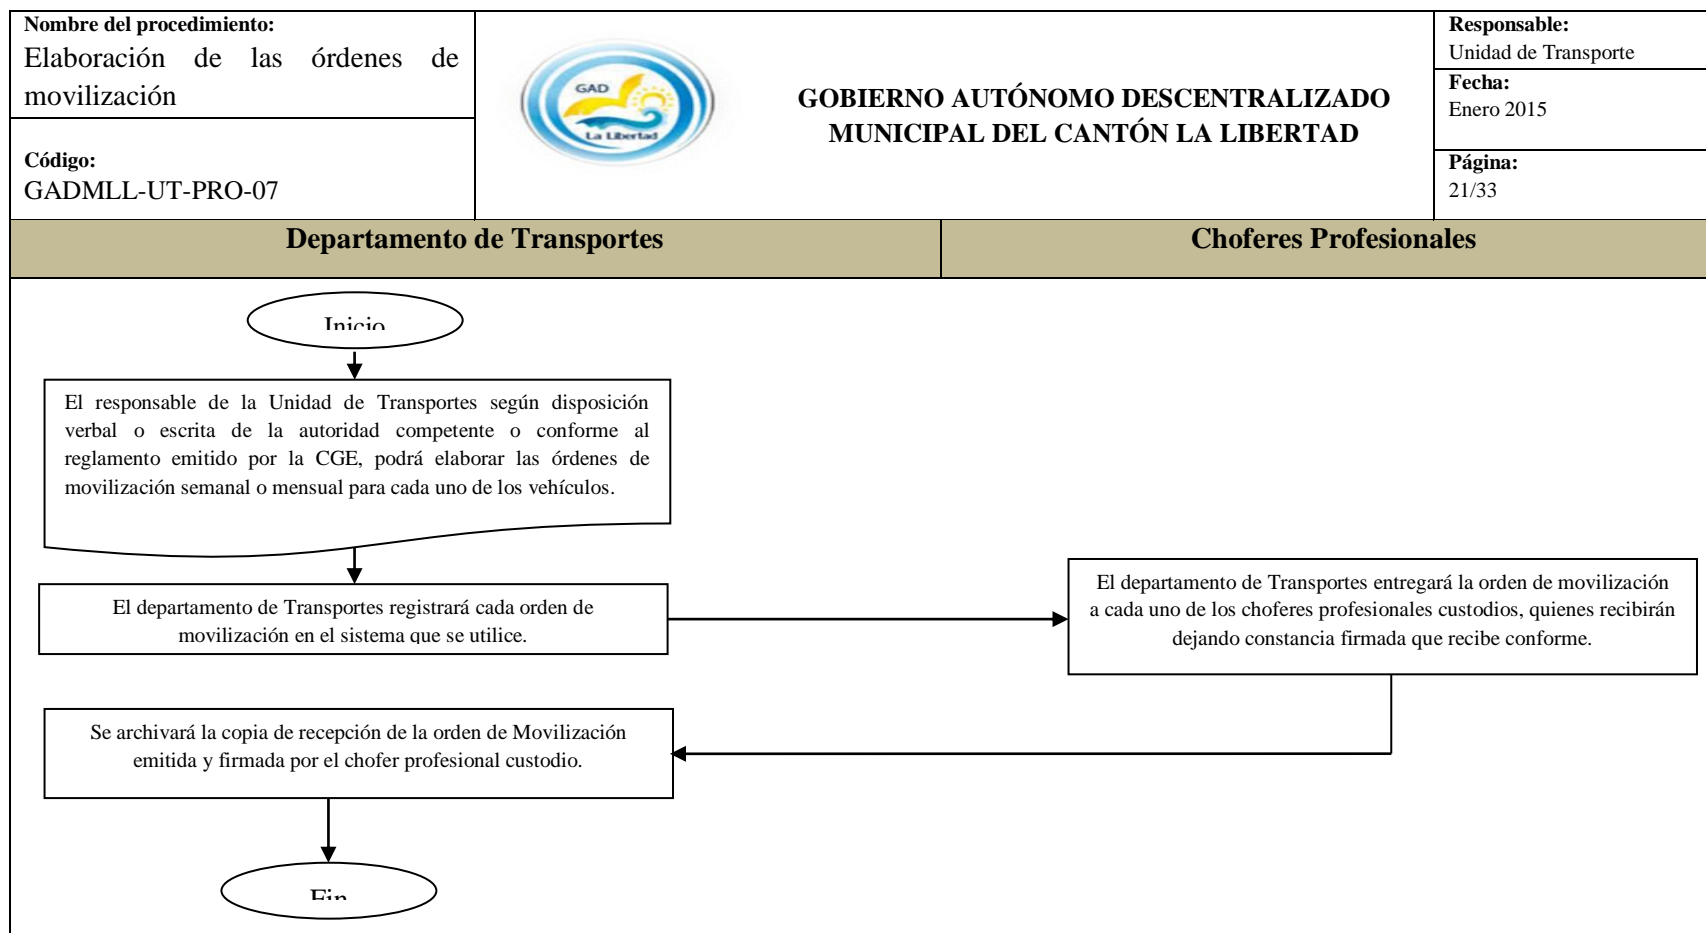 Nombre del procedimiento:
Elaboración de las órdenes de
movilización
Código:
GADMLL-UT-PRO-07
GAD
La Libertad
GOBIERNO AUTÓNOMO DESCENTRALIZADO
MUNICIPAL DEL CANTÓN LA LIBERTAD
Responsable:
Unidad de Transporte
Fecha:
Enero 2015
Página:
21/33
Departamento de Transportes
Choferes Profesionales
Inicio
El responsable de la Unidad de Transportes según disposición
verbal o escrita de la autoridad competente o conforme al
reglamento emitido por la CGE, podrá elaborar las órdenes de
movilización semanal o mensual para cada uno de los vehículos.
El departamento de Transportes registrará cada orden de
movilización en el sistema que se utilice.
El departamento de Transportes entregará la orden de movilización
a cada uno de los choferes profesionales custodios, quienes recibirán
dejando constancia firmada que recibe conforme.
Se archivará la copia de recepción de la orden de Movilización
emitida y firmada por el chofer profesional custodio.
Fin